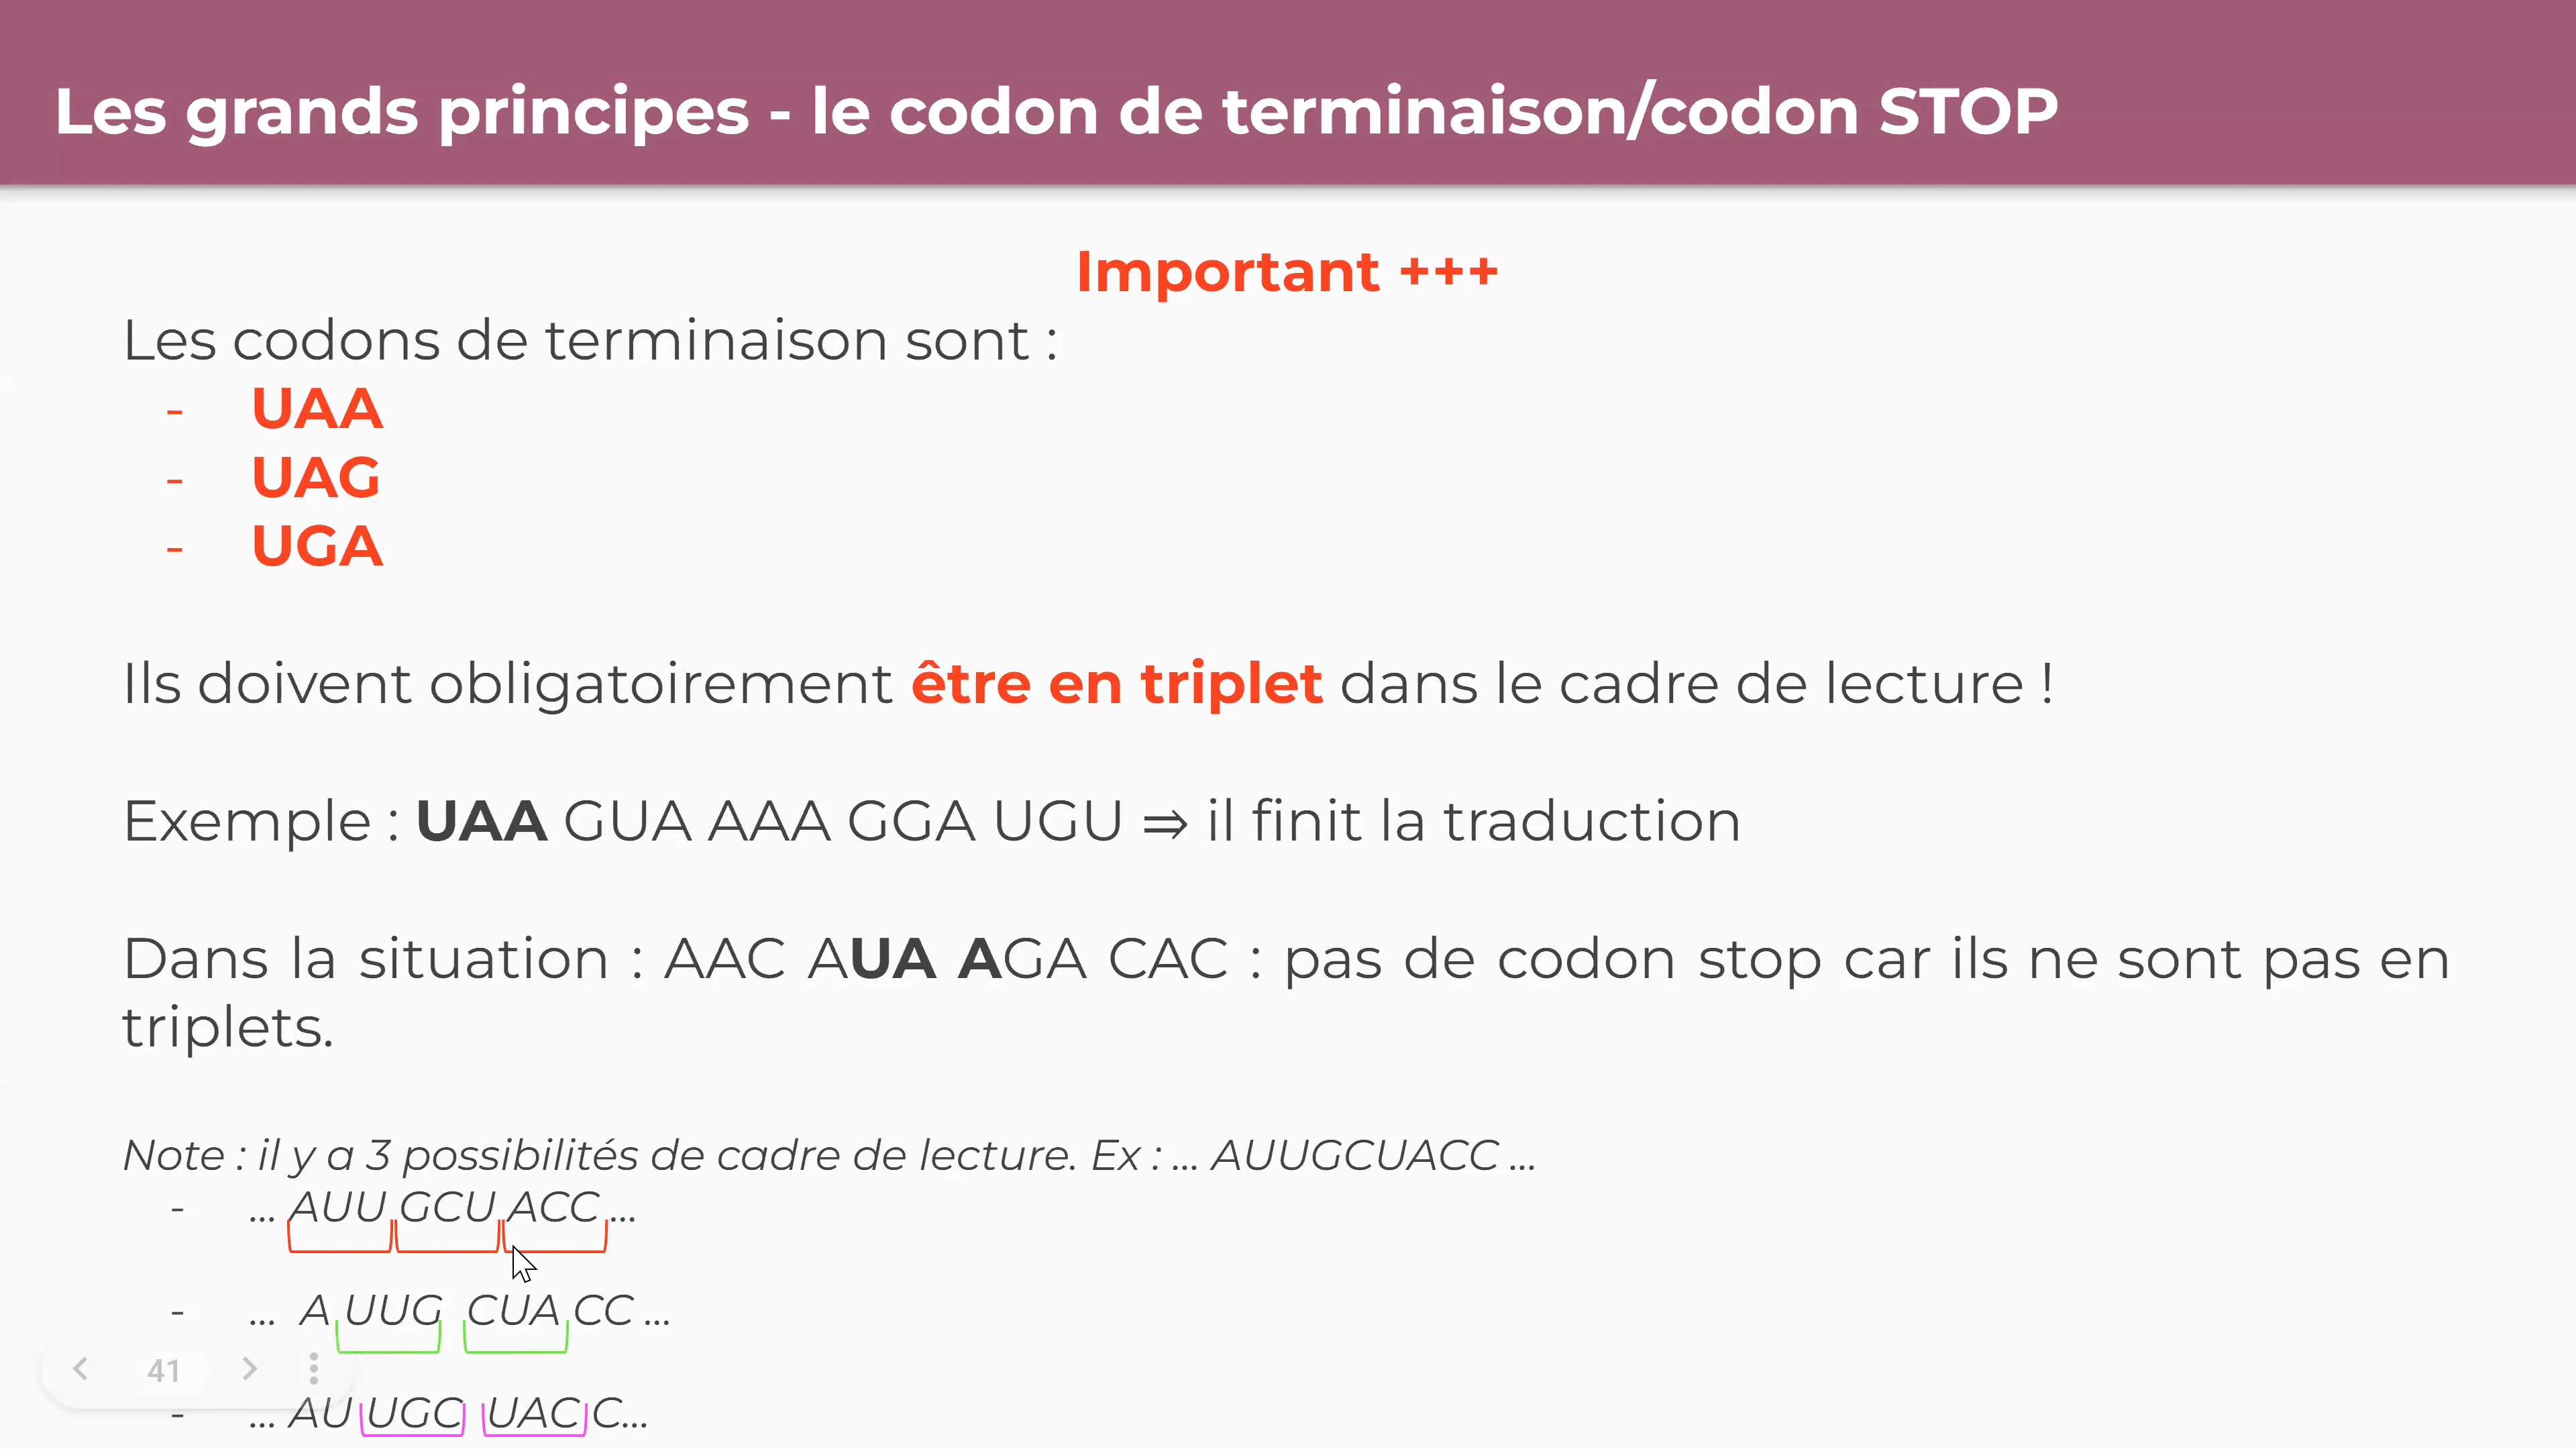 Les grands principes - le codon de terminaison/codon STOP
Important +++
Les codons de terminaison sont :
- UAA
- UAG
- UGA
Ils doivent obligatoirement être en triplet dans le cadre de lecture !
Exemple : UAA GUA AAA GGA UGU ⇒ il finit la traduction
Dans la situation : AAC AUA AGA CAC : pas de codon stop car ils ne sont pas en
triplets.
Note : il y a 3 possibilités de cadre de lecture. Ex : ... AUUGCUACC ...
- ... AUU GCU ACC ...
- ... A UUG CUA CC ...
41
- ... AU UGC UAC C...